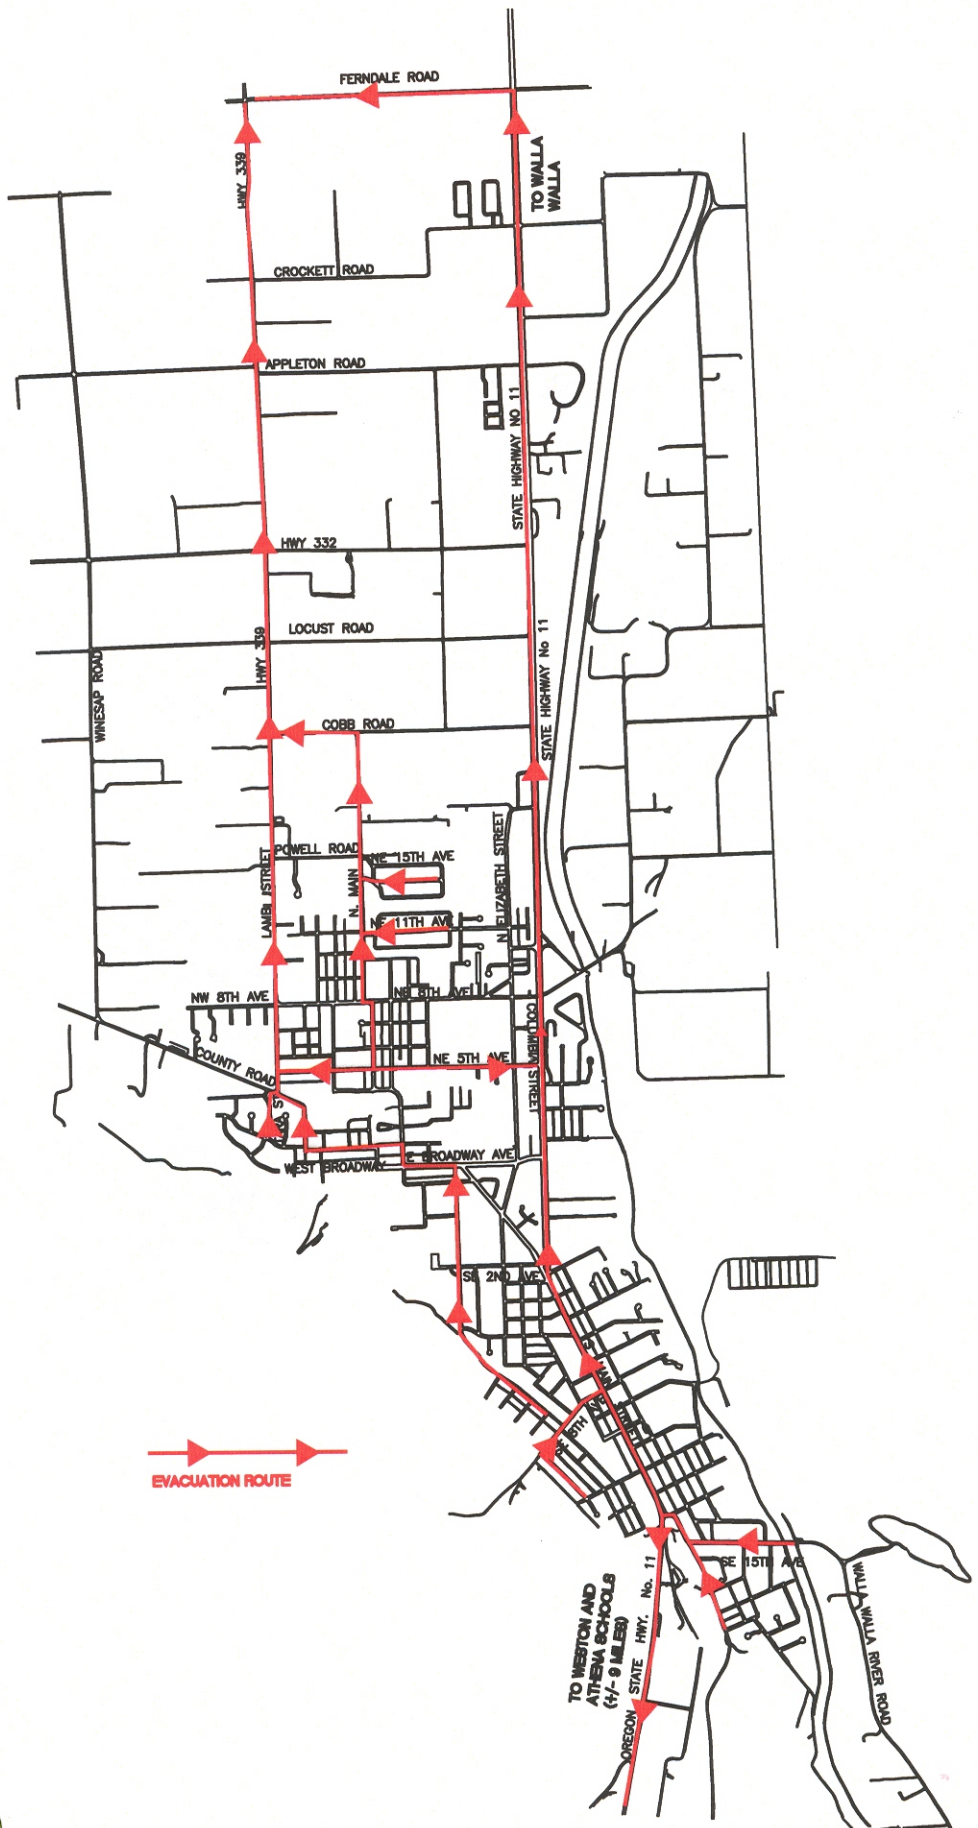 FERNDALE ROAD
HWY 339
TO WALLA
WALLA
CROCKETT ROAD
APPLETON ROAD
STATE HIGHWAY NO 11
HWY 332
LOCUST ROAD
HWY 339
STATE HIGHWAY No 11
WINESAP ROAD
COBB ROAD
POWELL ROAD
NE 15TH AVE
LAMB STREET
N. MAIN
N ELIZABETH STREET
NE 11TH AVE
NW 8TH AVE
NE 8TH AVE
COLUMBIA STREET
COUNTY ROAD
NE 5TH AVE
E BROADWAY AVE
WEST BROADWAY
SE 2ND AVE
MAIN
SE 8TH AVE
EVACUATION ROUTE
SE 15TH AVE
WALLA WALLA RIVER ROAD
TO WESTON AND
ATHENA SCHOOLS
(+/- 9 MILES)
OREGON STATE HWY. No. 11